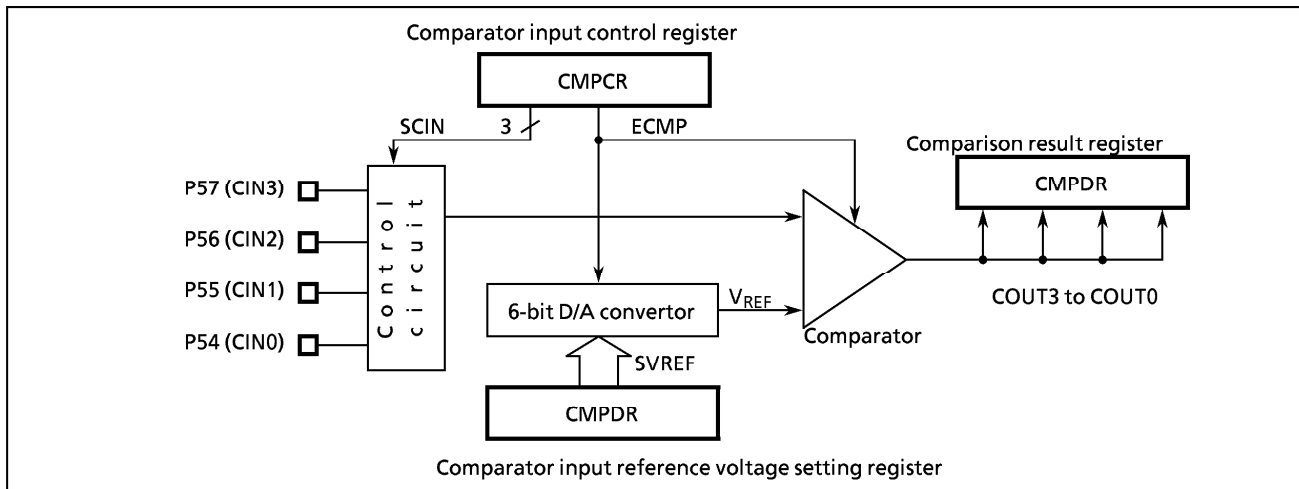 Comparator input control register
CMPCR
SCIN
3
ECMP
Comparison result register
CMPDR
P57 (CIN3)
P56 (CIN2)
P55 (CIN1)
P54 (CIN0)
Control
circuit
6-bit D/A convertor
VREF
Comparator
COUT3 to COUT0
SVREF
CMPDR
Comparator input reference voltage setting register